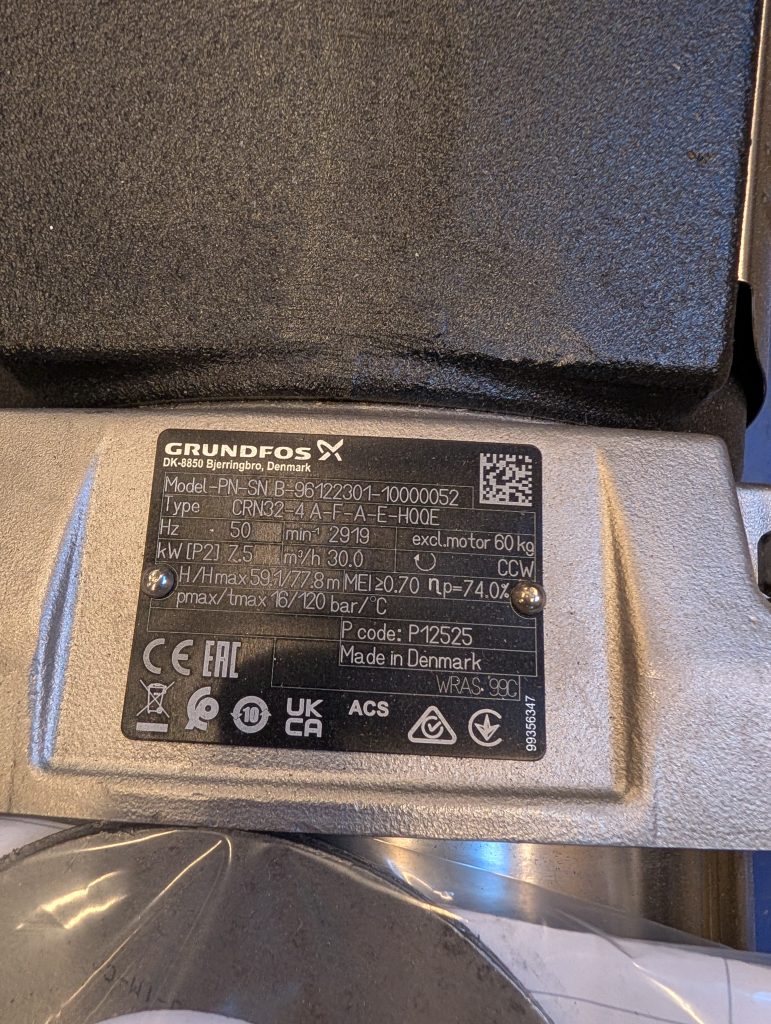 GRUNDFOS
DK-8850 Bjerringbro, Denmark
Model-PN-SN B-96122301-10000052
Type CRN32-4 A-F-A-E-HQQE
Hz 50 min⁻¹ 2919 excl.motor 60 kg
kW [P2] 7.5 m³/h 30.0 CCW
H/Hmax 59.1/77.8 m MEI ≥0.70 ηp=74.0%
pmax/tmax 16/120 bar/°C
P code: P12525
Made in Denmark
CE EAC
WRAS 99C
10
UK
CA
ACS
99356347